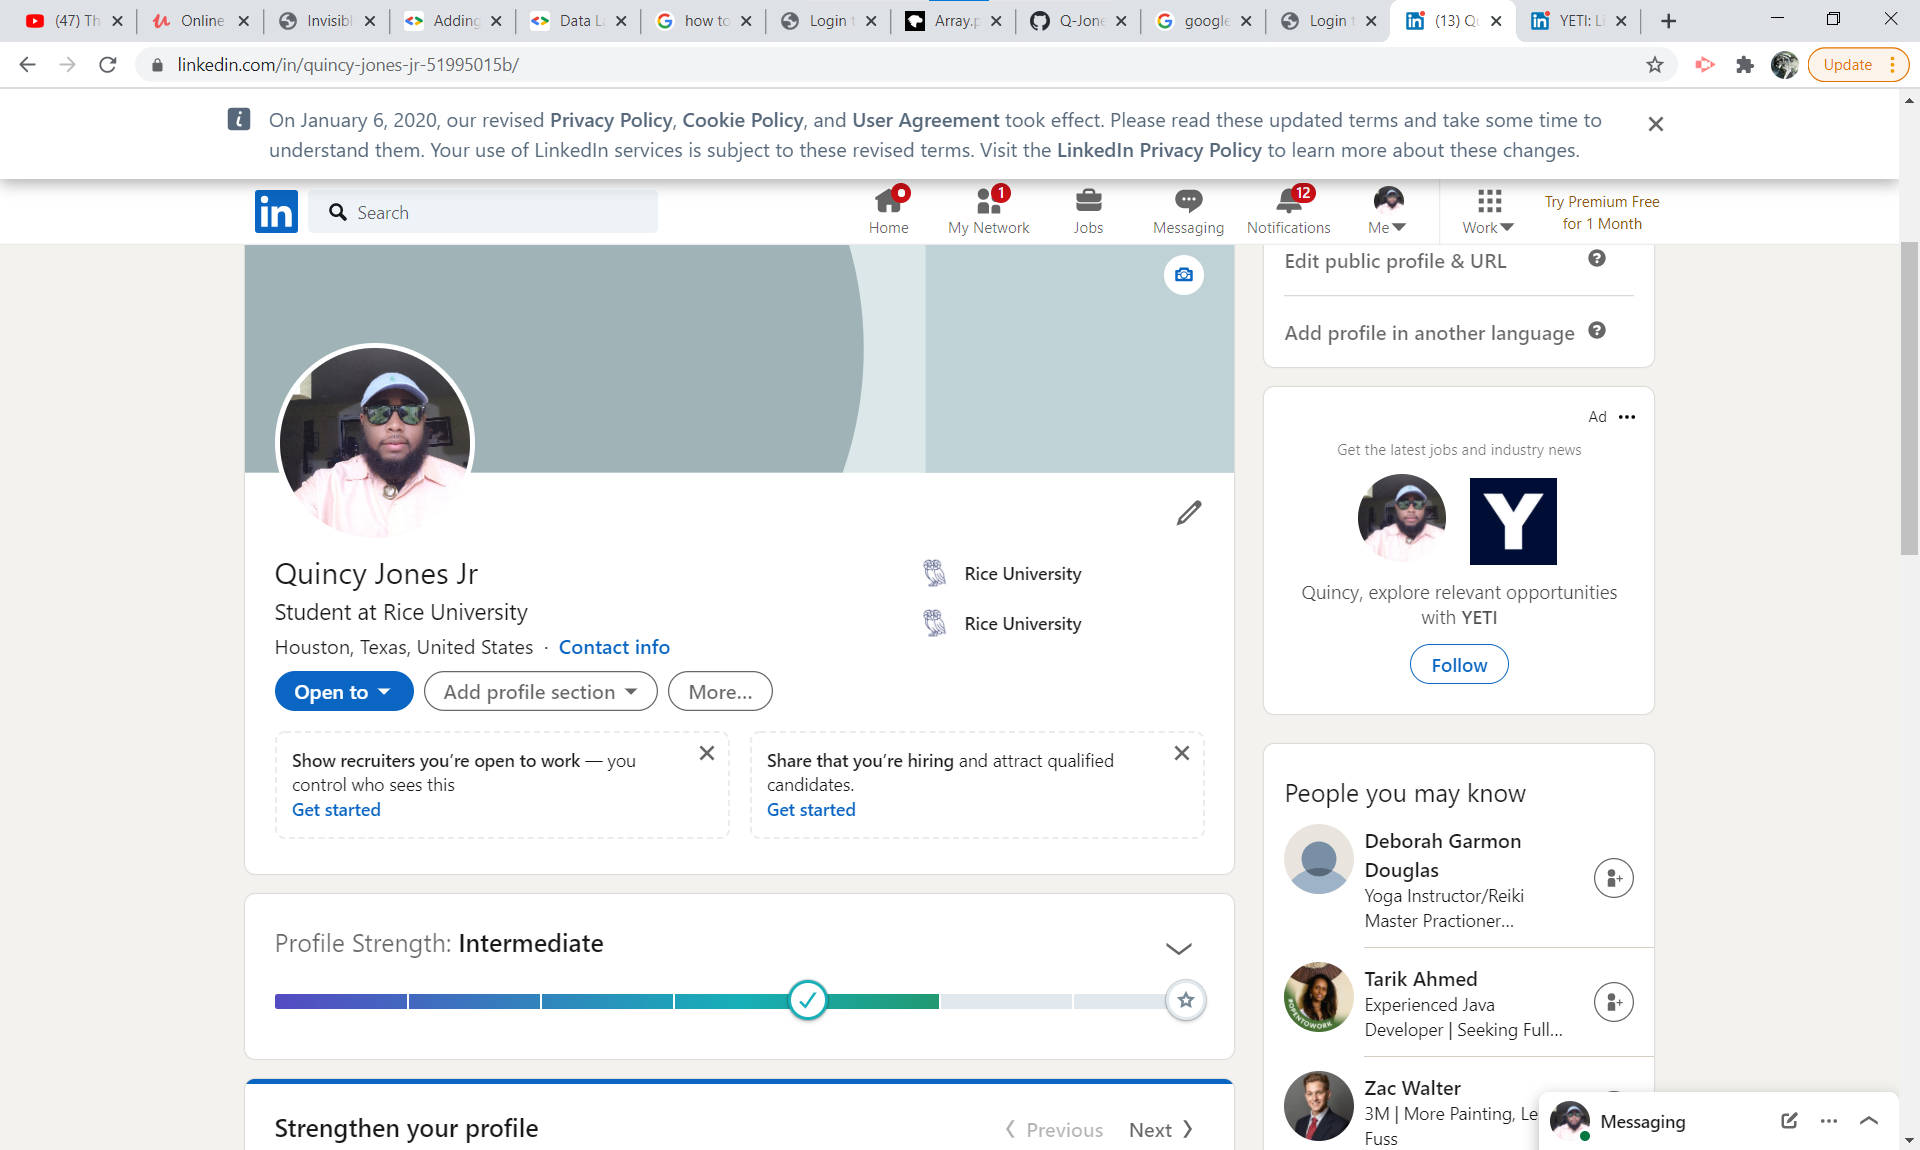 (47) Th
Online
Invisibl
Adding
Data La
how to
Login t
Array.p
Q-Jone
google
Login t
(13) Qu
YETI: Li
linkedin.com/in/quincy-jones-jr-51995015b/
Update
On January 6, 2020, our revised Privacy Policy, Cookie Policy, and User Agreement took effect. Please read these updated terms and take some time to
understand them. Your use of LinkedIn services is subject to these revised terms. Visit the LinkedIn Privacy Policy to learn more about these changes.
in
Search
Home
1
My Network
Jobs
Messaging
12
Notifications
Me
Work
Try Premium Free
for 1 Month
Edit public profile & URL
Add profile in another language
Quincy Jones Jr
Student at Rice University
Houston, Texas, United States · Contact info
Rice University
Rice University
Open to
Add profile section
More...
Show recruiters you're open to work — you
control who sees this
Get started
Share that you're hiring and attract qualified
candidates.
Get started
Profile Strength: Intermediate
Strengthen your profile
Previous
Next
Ad
Get the latest jobs and industry news
Y
Quincy, explore relevant opportunities
with YETI
Follow
People you may know
Deborah Garmon
Douglas
Yoga Instructor/Reiki
Master Practioner...
#OPENTOWORK
Tarik Ahmed
Experienced Java
Developer | Seeking Full...
Zac Walter
3M | More Painting, Le
Fuss
Messaging